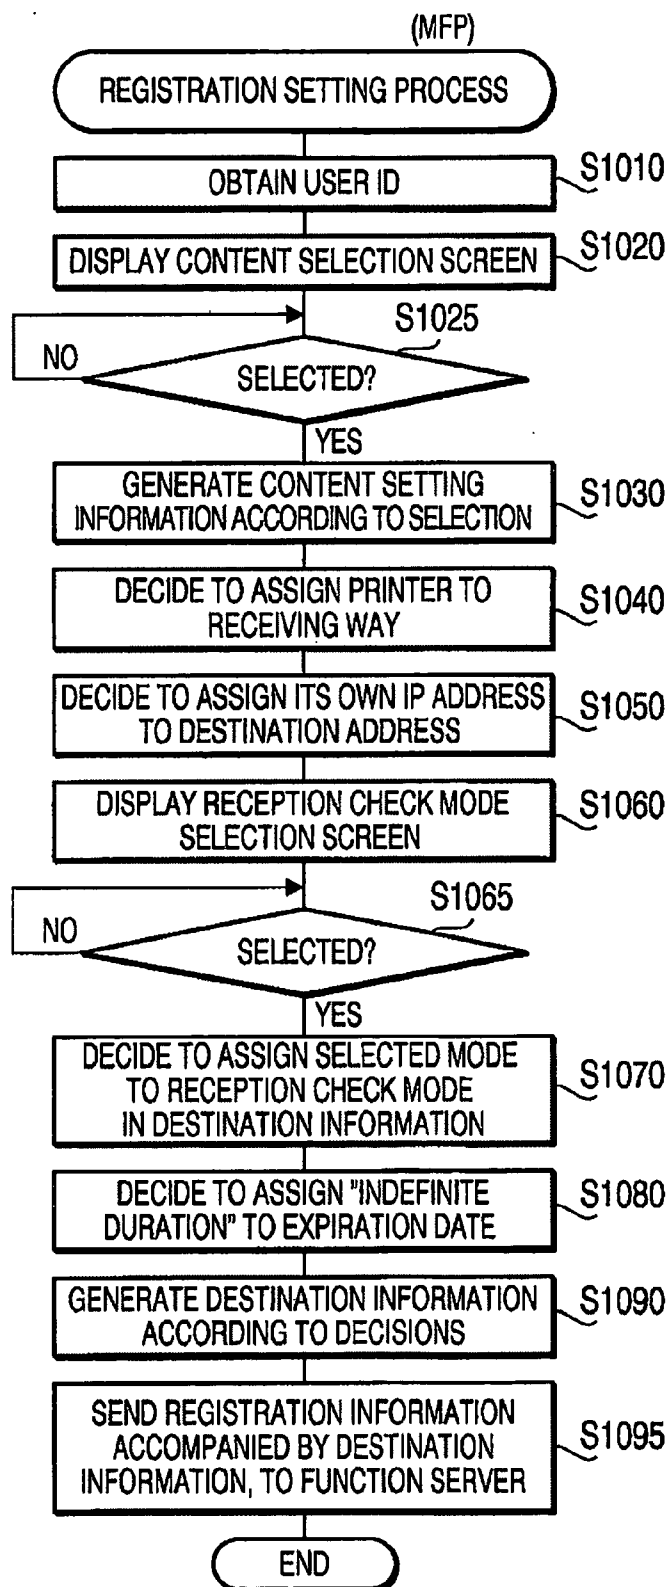 (MFP)
REGISTRATION SETTING PROCESS
OBTAIN USER ID
S1010
DISPLAY CONTENT SELECTION SCREEN
S1020
S1025
NO
SELECTED?
YES
GENERATE CONTENT SETTING
INFORMATION ACCORDING TO SELECTION
S1030
DECIDE TO ASSIGN PRINTER TO
RECEIVING WAY
S1040
DECIDE TO ASSIGN ITS OWN IP ADDRESS
TO DESTINATION ADDRESS
S1050
DISPLAY RECEPTION CHECK MODE
SELECTION SCREEN
S1060
S1065
NO
SELECTED?
YES
DECIDE TO ASSIGN SELECTED MODE
TO RECEPTION CHECK MODE
IN DESTINATION INFORMATION
S1070
DECIDE TO ASSIGN "INDEFINITE
DURATION" TO EXPIRATION DATE
S1080
GENERATE DESTINATION INFORMATION
ACCORDING TO DECISIONS
S1090
SEND REGISTRATION INFORMATION
ACCOMPANIED BY DESTINATION
INFORMATION, TO FUNCTION SERVER
S1095
END